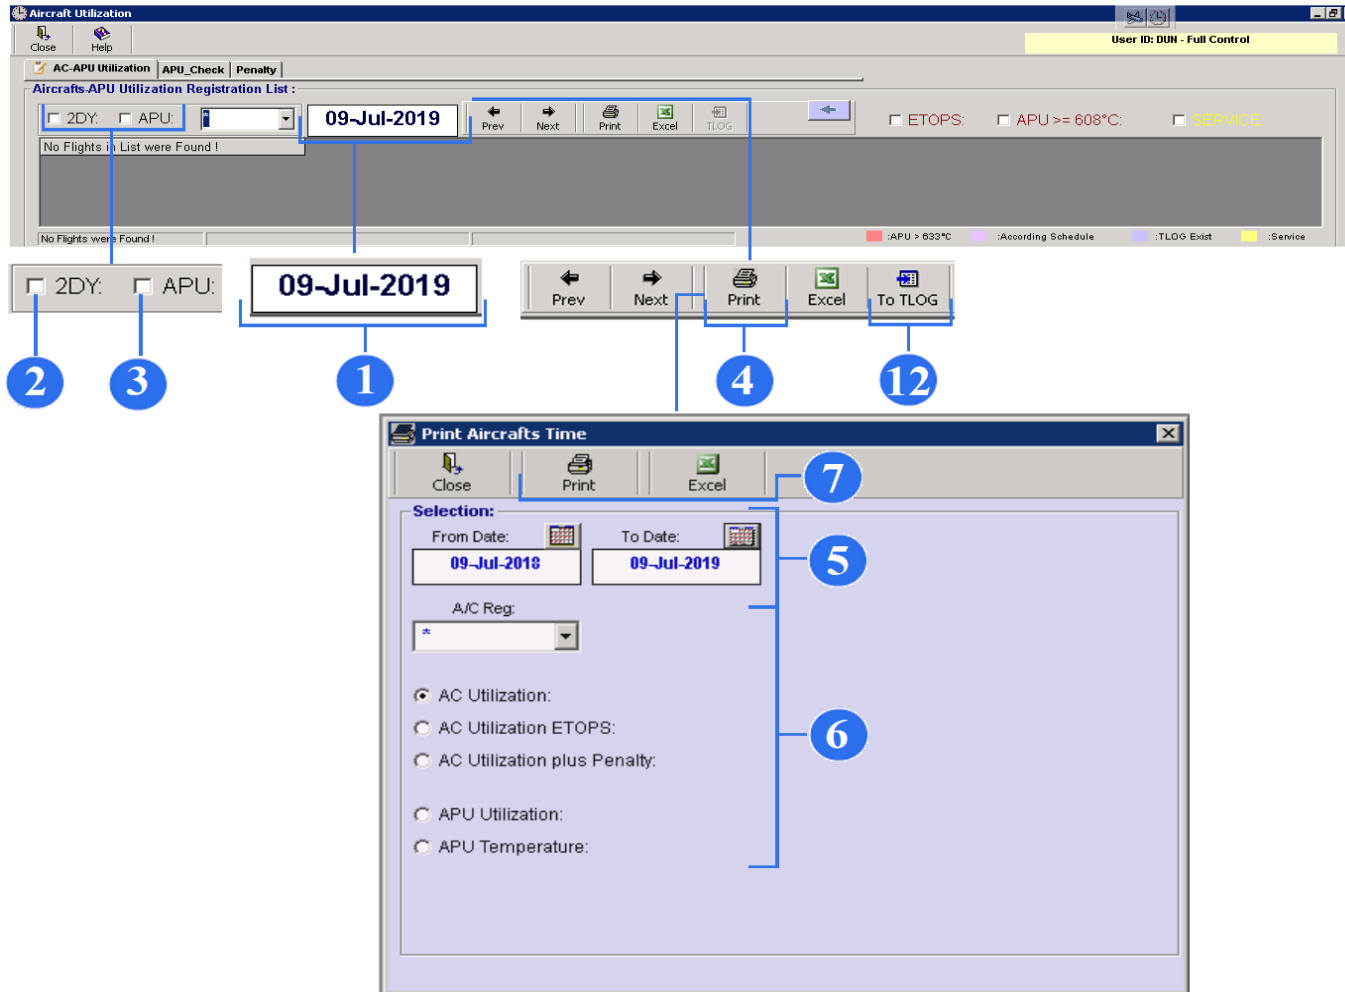 Aircraft Utilization
Close Help
User ID: DUN - Full Control
AC-APU Utilization APU_Check Penalty
Aircrafts-APU Utilization Registration List :
2DY: APU: * 09-Jul-2019 Prev Next Print Excel TLOG ETOPS: APU >= 608°C: SERVICE:
No Flights in List were Found !
No Flights were Found ! :APU > 633°C :According Schedule :TLOG Exist :Service
2DY: APU: 09-Jul-2019 Prev Next Print Excel To TLOG
2 3 1 4 12
Print Aircrafts Time
Close Print Excel
7
Selection:
From Date: To Date:
09-Jul-2018 09-Jul-2019
5
A/C Reg:
*
AC Utilization:
AC Utilization ETOPS:
6
AC Utilization plus Penalty:
APU Utilization:
APU Temperature: